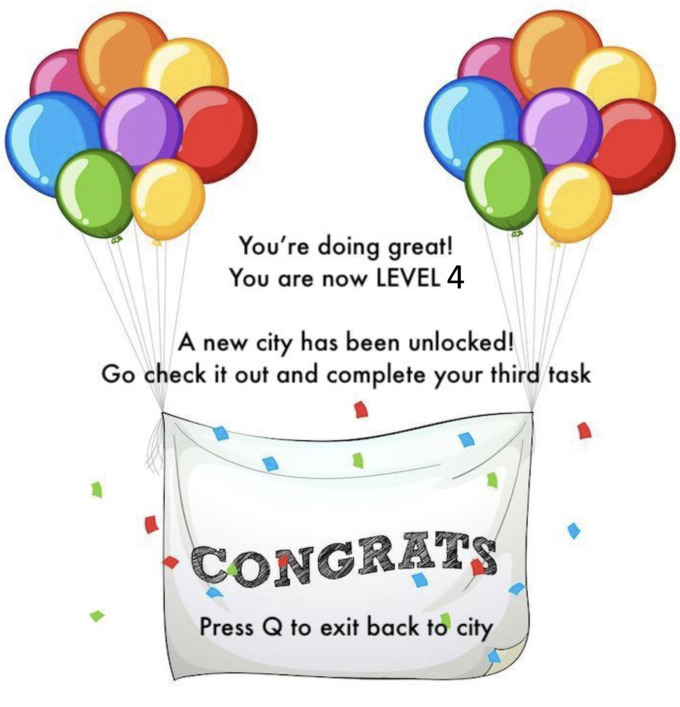 You're doing great!
You are now LEVEL 4
A new city has been unlocked!
Go check it out and complete your third task
CONGRATS
Press Q to exit back to city